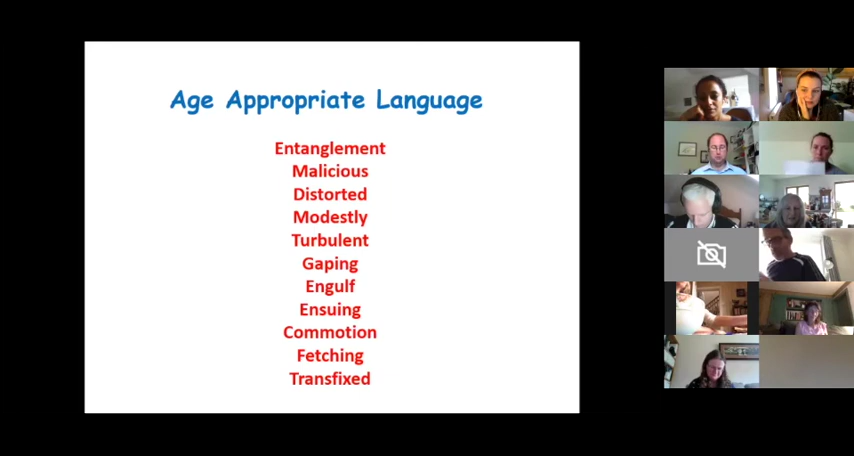 Age Appropriate Language
Entanglement
Malicious
Distorted
Modestly
Turbulent
Gaping
Engulf
Ensuing
Commotion
Fetching
Transfixed